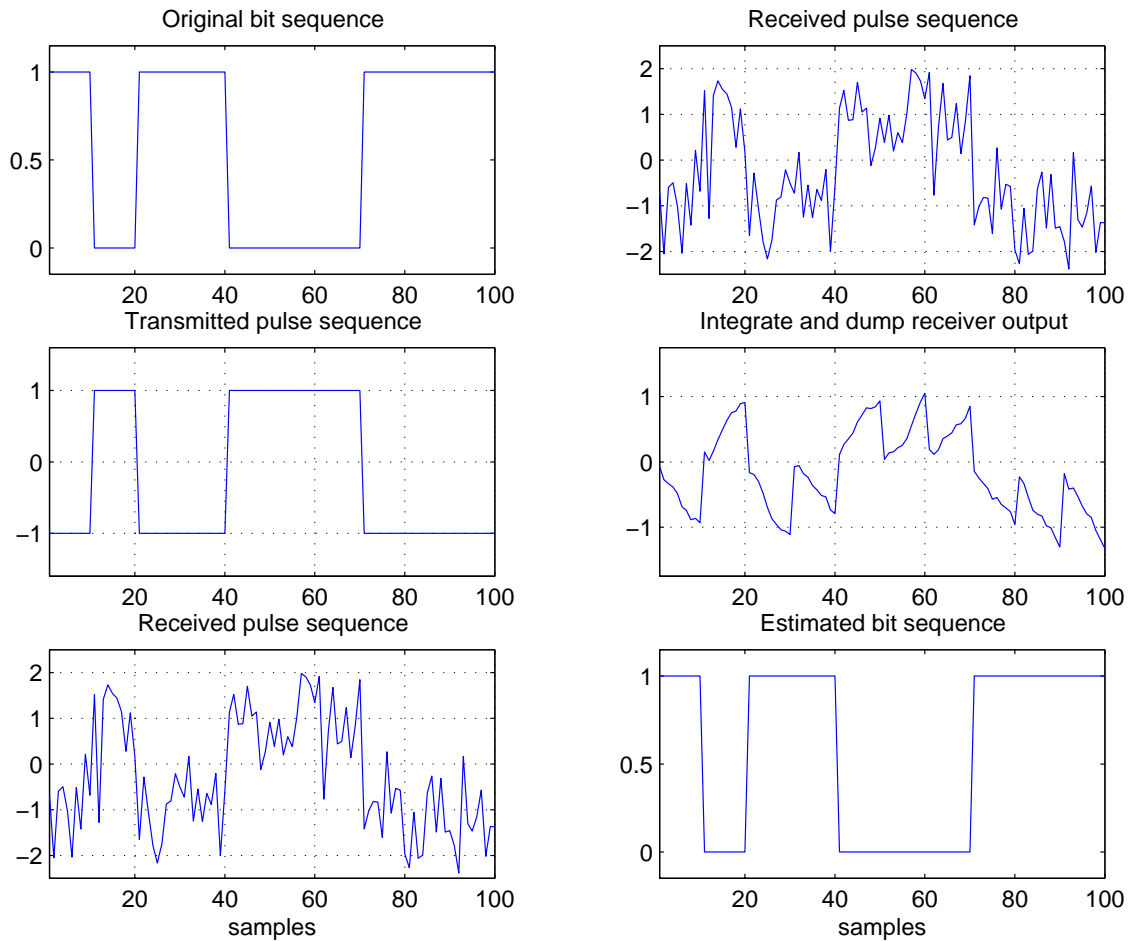 Original bit sequence
1
0.5
0
20 40 60 80 100
Transmitted pulse sequence
1
0
−1
20 40 60 80 100
Received pulse sequence
2
1
0
−1
−2
20 40 60 80 100
samples
Received pulse sequence
2
1
0
−1
−2
20 40 60 80 100
Integrate and dump receiver output
1
0
−1
20 40 60 80 100
Estimated bit sequence
1
0.5
0
20 40 60 80 100
samples